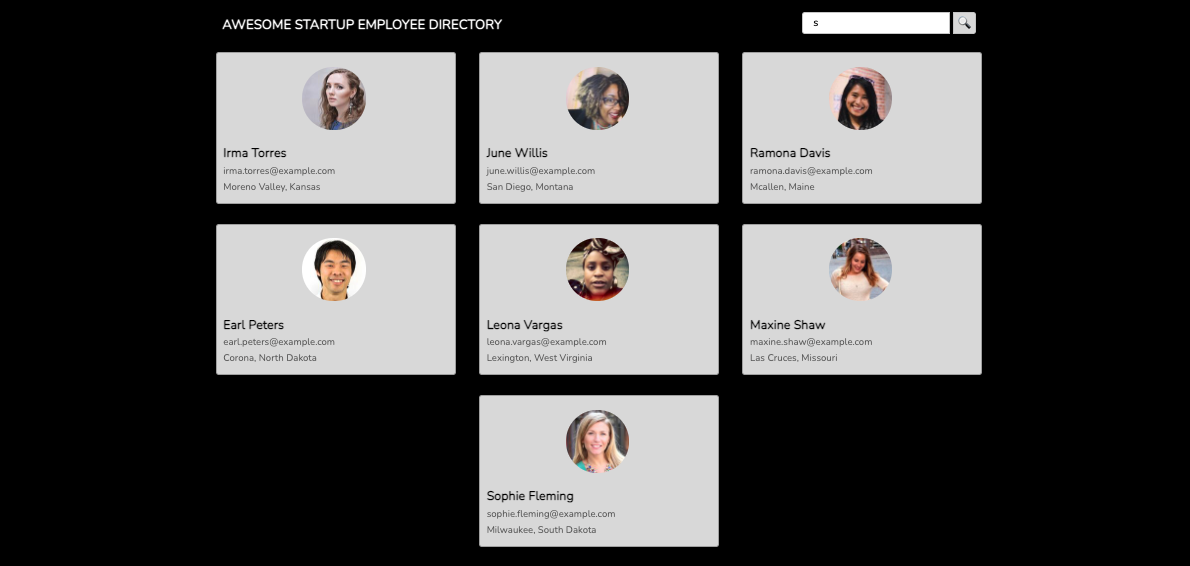 AWESOME STARTUP EMPLOYEE DIRECTORY
s
Irma Torres
irma.torres@example.com
Moreno Valley, Kansas
June Willis
june.willis@example.com
San Diego, Montana
Ramona Davis
ramona.davis@example.com
Mcallen, Maine
Earl Peters
earl.peters@example.com
Corona, North Dakota
Leona Vargas
leona.vargas@example.com
Lexington, West Virginia
Maxine Shaw
maxine.shaw@example.com
Las Cruces, Missouri
Sophie Fleming
sophie.fleming@example.com
Milwaukee, South Dakota